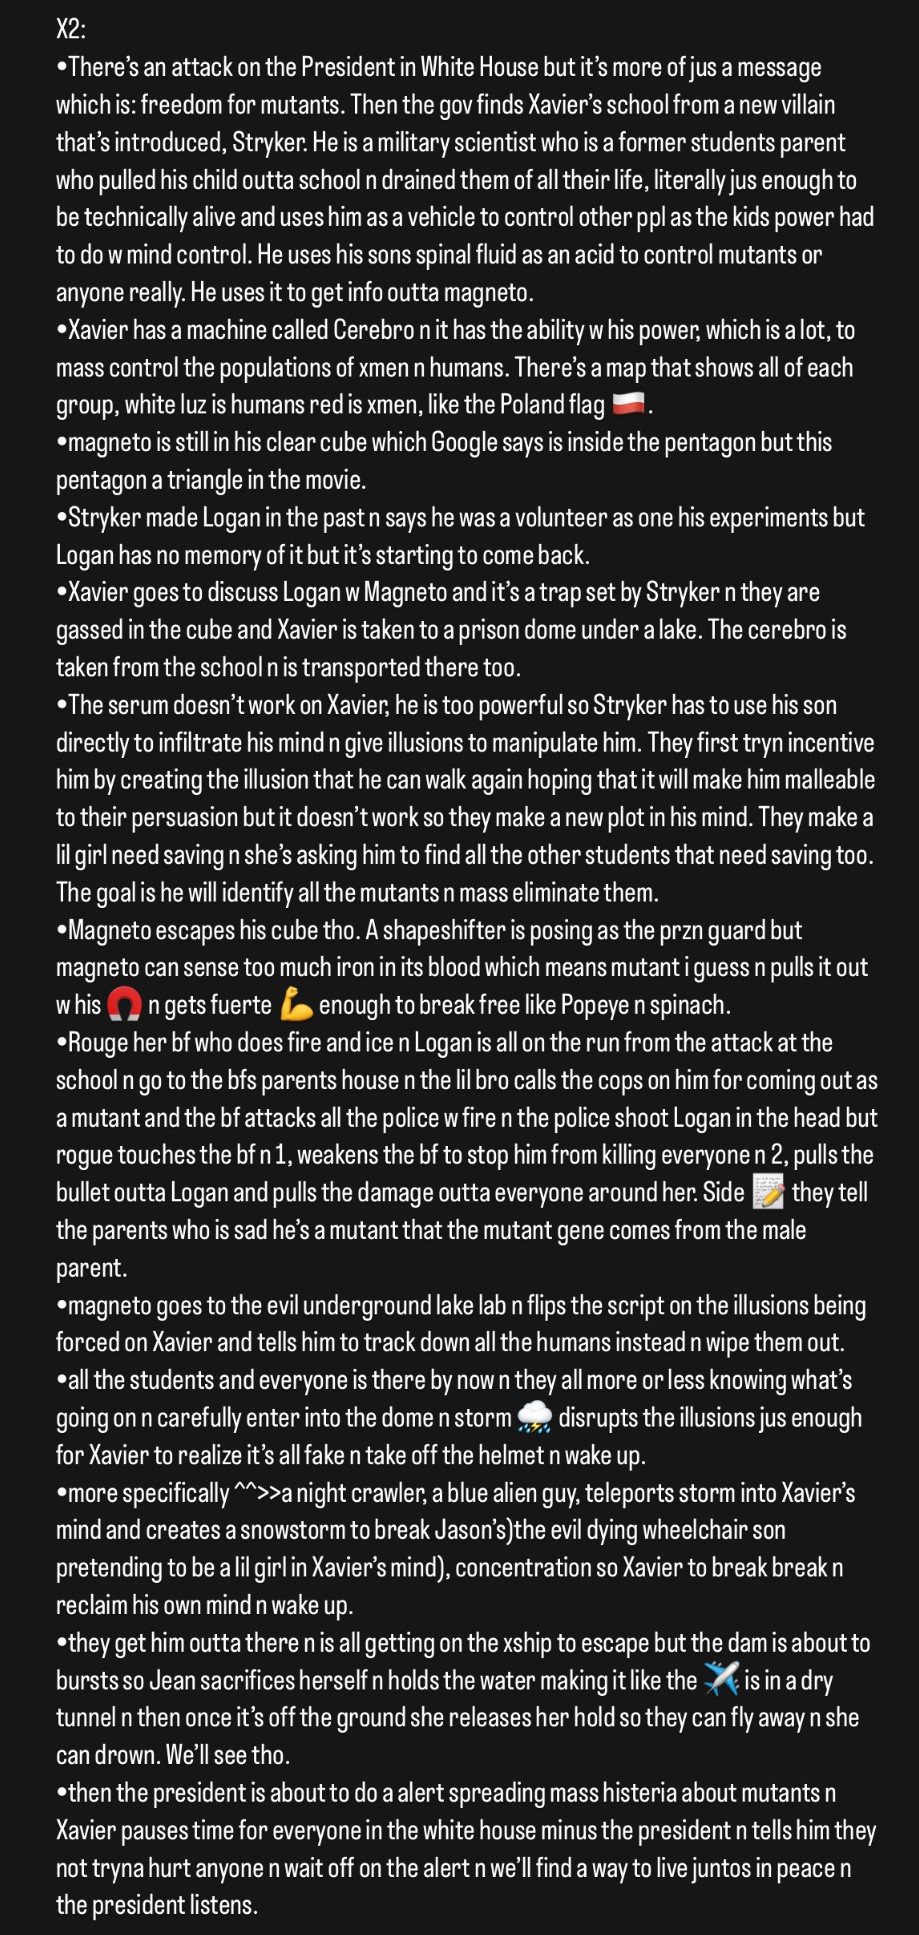 X2:
•There's an attack on the President in White House but it's more of jus a message
which is: freedom for mutants. Then the gov finds Xavier's school from a new villain
that's introduced, Stryker. He is a military scientist who is a former students parent
who pulled his child outta school n drained them of all their life, literally jus enough to
be technically alive and uses him as a vehicle to control other ppl as the kids power had
to do w mind control. He uses his sons spinal fluid as an acid to control mutants or
anyone really. He uses it to get info outta magneto.
•Xavier has a machine called Cerebro n it has the ability w his power, which is a lot, to
mass control the populations of xmen n humans. There's a map that shows all of each
group, white luz is humans red is xmen, like the Poland flag 🇵🇱.
•magneto is still in his clear cube which Google says is inside the pentagon but this
pentagon a triangle in the movie.
•Stryker made Logan in the past n says he was a volunteer as one his experiments but
Logan has no memory of it but it's starting to come back.
•Xavier goes to discuss Logan w Magneto and it's a trap set by Stryker n they are
gassed in the cube and Xavier is taken to a prison dome under a lake. The cerebro is
taken from the school n is transported there too.
•The serum doesn't work on Xavier, he is too powerful so Stryker has to use his son
directly to infiltrate his mind n give illusions to manipulate him. They first tryn incentive
him by creating the illusion that he can walk again hoping that it will make him malleable
to their persuasion but it doesn't work so they make a new plot in his mind. They make a
lil girl need saving n she's asking him to find all the other students that need saving too.
The goal is he will identify all the mutants n mass eliminate them.
•Magneto escapes his cube tho. A shapeshifter is posing as the przn guard but
magneto can sense too much iron in its blood which means mutant i guess n pulls it out
w his 🧲 n gets fuerte 💪 enough to break free like Popeye n spinach.
•Rouge her bf who does fire and ice n Logan is all on the run from the attack at the
school n go to the bfs parents house n the lil bro calls the cops on him for coming out as
a mutant and the bf attacks all the police w fire n the police shoot Logan in the head but
rogue touches the bf n 1, weakens the bf to stop him from killing everyone n 2, pulls the
bullet outta Logan and pulls the damage outta everyone around her. Side 📝 they tell
the parents who is sad he's a mutant that the mutant gene comes from the male
parent.
•magneto goes to the evil underground lake lab n flips the script on the illusions being
forced on Xavier and tells him to track down all the humans instead n wipe them out.
•all the students and everyone is there by now n they all more or less knowing what's
going on n carefully enter into the dome n storm ⛈️ disrupts the illusions jus enough
for Xavier to realize it's all fake n take off the helmet n wake up.
•more specifically ^^>>a night crawler, a blue alien guy, teleports storm into Xavier's
mind and creates a snowstorm to break Jason's)the evil dying wheelchair son
pretending to be a lil girl in Xavier's mind), concentration so Xavier to break break n
reclaim his own mind n wake up.
•they get him outta there n is all getting on the xship to escape but the dam is about to
bursts so Jean sacrifices herself n holds the water making it like the ✈️ is in a dry
tunnel n then once it's off the ground she releases her hold so they can fly away n she
can drown. We'll see tho.
•then the president is about to do a alert spreading mass histeria about mutants n
Xavier pauses time for everyone in the white house minus the president n tells him they
not tryna hurt anyone n wait off on the alert n we'll find a way to live juntos in peace n
the president listens.